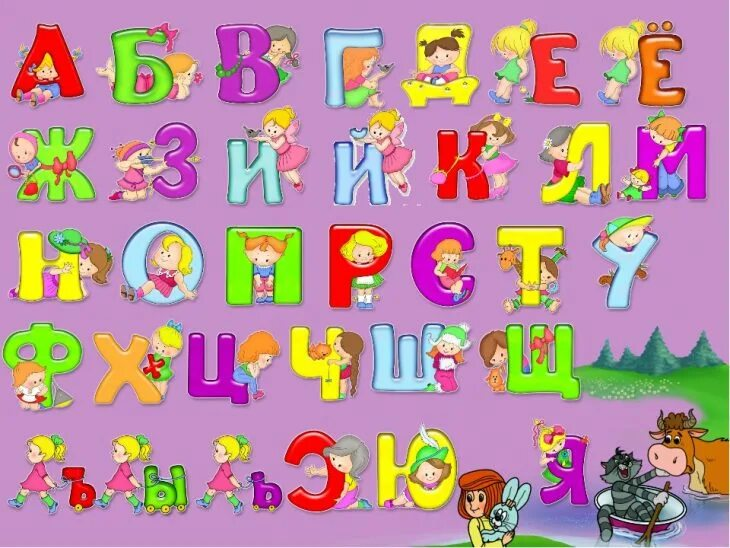 А Б В Г Д Е Ё
Ж З И Й К Л М
Н О П Р С Т У
Ф Х Ц Ч Ш Щ
Ъ Ы Ь Э Ю Я